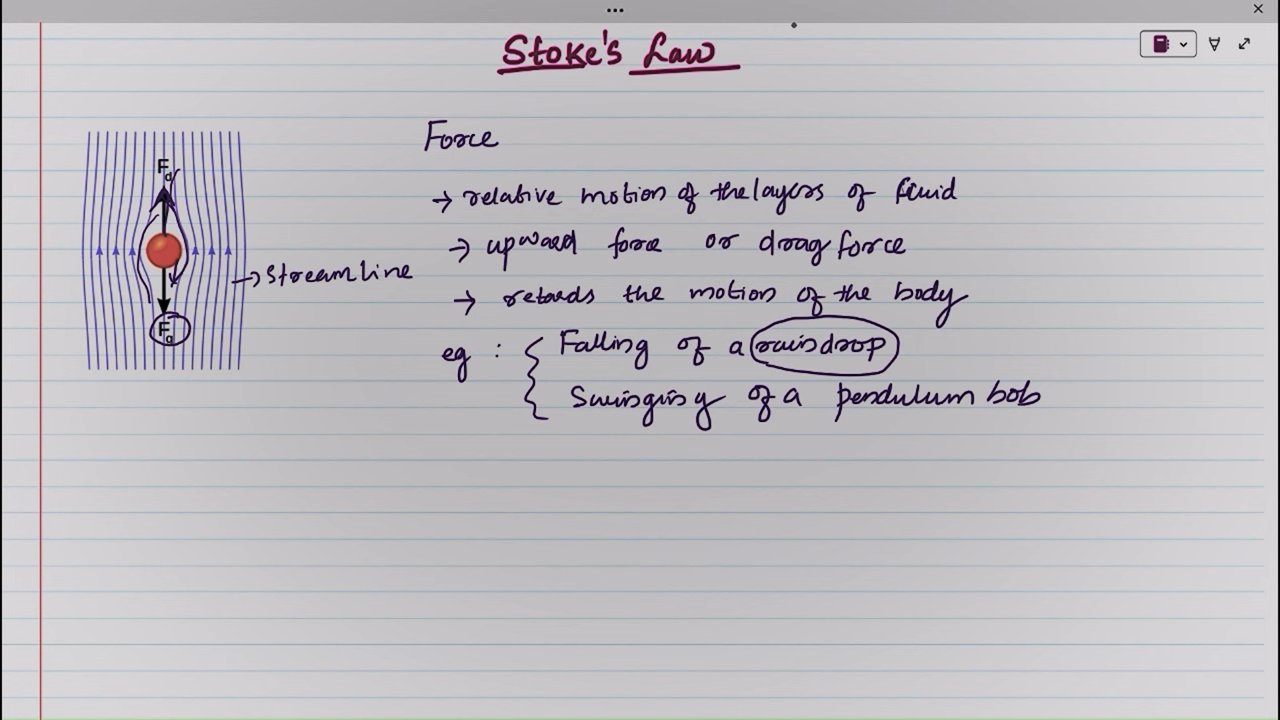 Stoke's Law
Force
→ relative motion of the layers of fluid
→ upward force or drag force
→ retards the motion of the body
eg : { Falling of a raindrop
Swinging of a pendulum bob
Fd
→ Streamline
Fg